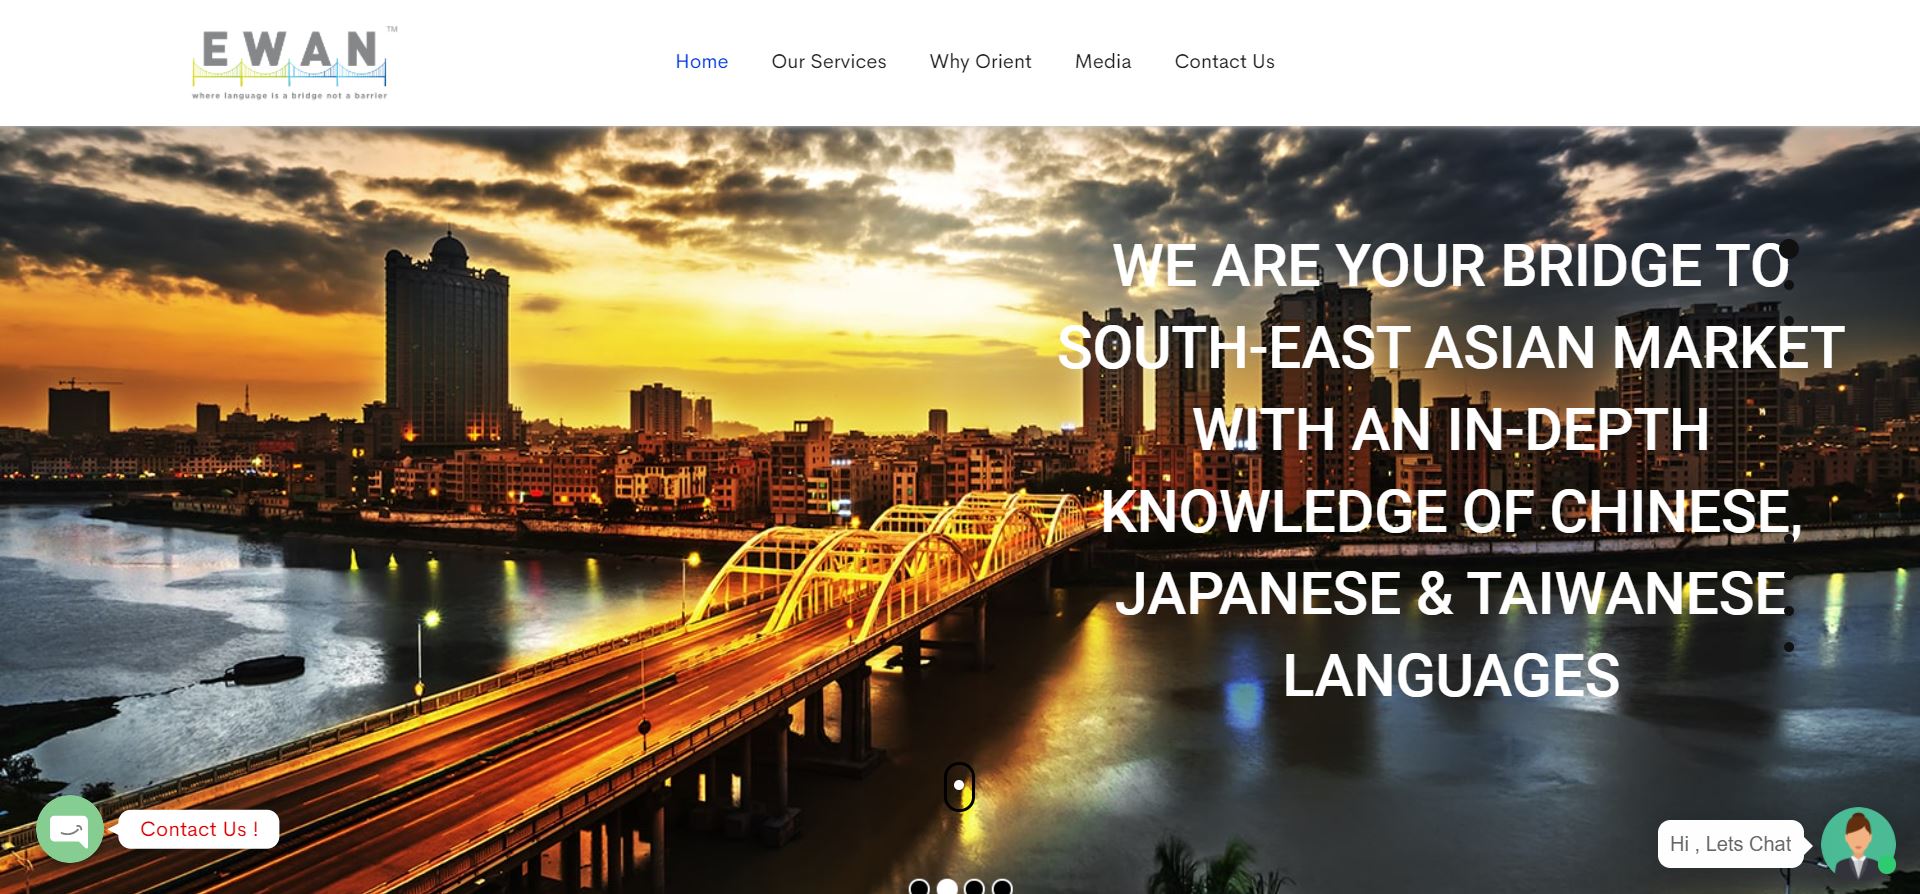 EWAN™
where language is a bridge not a barrier
Home
Our Services
Why Orient
Media
Contact Us
WE ARE YOUR BRIDGE TO
SOUTH-EAST ASIAN MARKET
WITH AN IN-DEPTH
KNOWLEDGE OF CHINESE,
JAPANESE & TAIWANESE
LANGUAGES
Contact Us !
Hi , Lets Chat